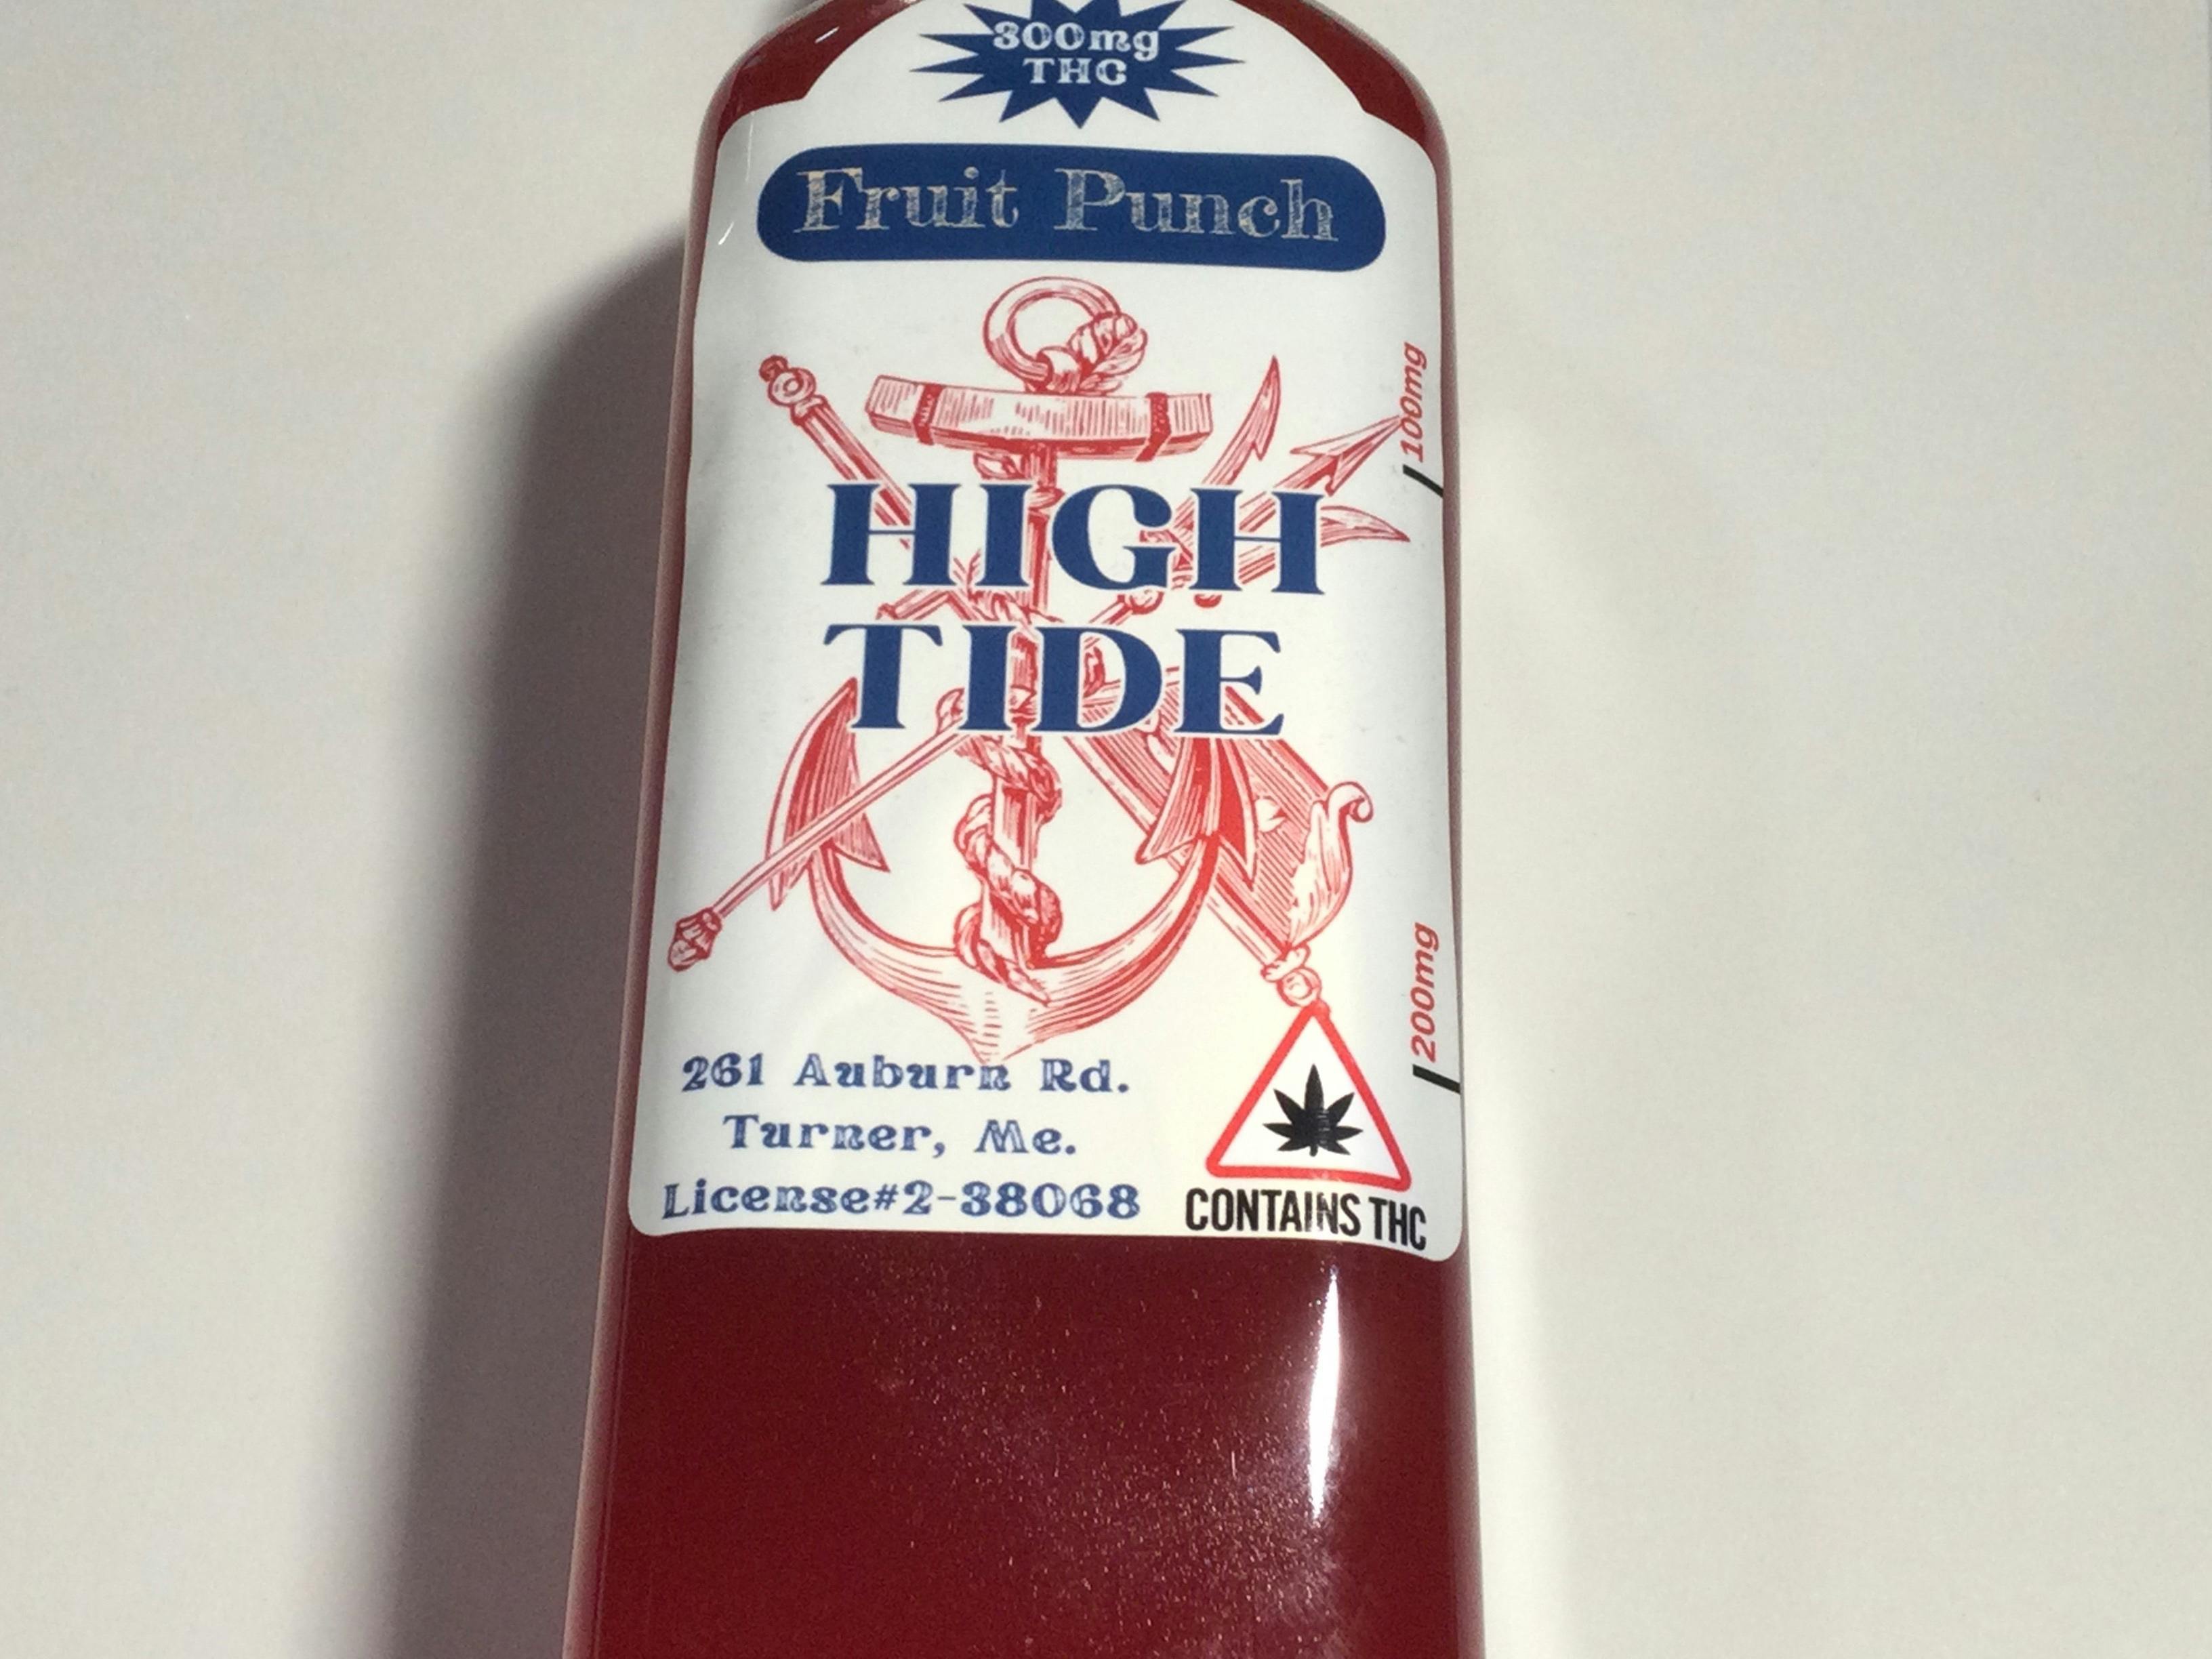 300mg
THC
Fruit Punch
100mg
HIGH
TIDE
200mg
261 Auburn Rd.
Turner, Me.
License#2-38068
CONTAINS THC